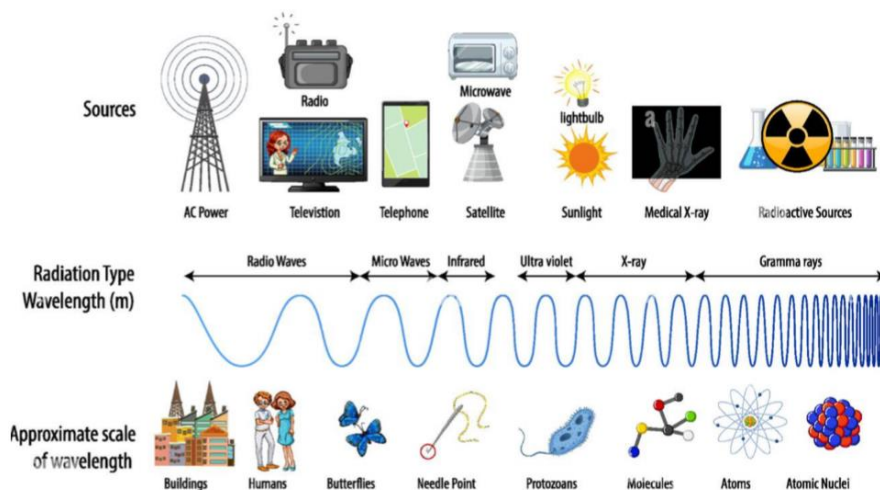 Sources
Radio
Microwave
lightbulb
a
AC Power
Televistion
Telephone
Satellite
Sunlight
Medical X-ray
Radioactive Sources
Radiation Type
Wavelength (m)
Radio Waves
Micro Waves
Infrared
Ultra violet
X-ray
Gramma rays
Approximate scale
of wavelength
Buildings
Humans
Butterflies
Needle Point
Protozoans
Molecules
Atoms
Atomic Nuclei